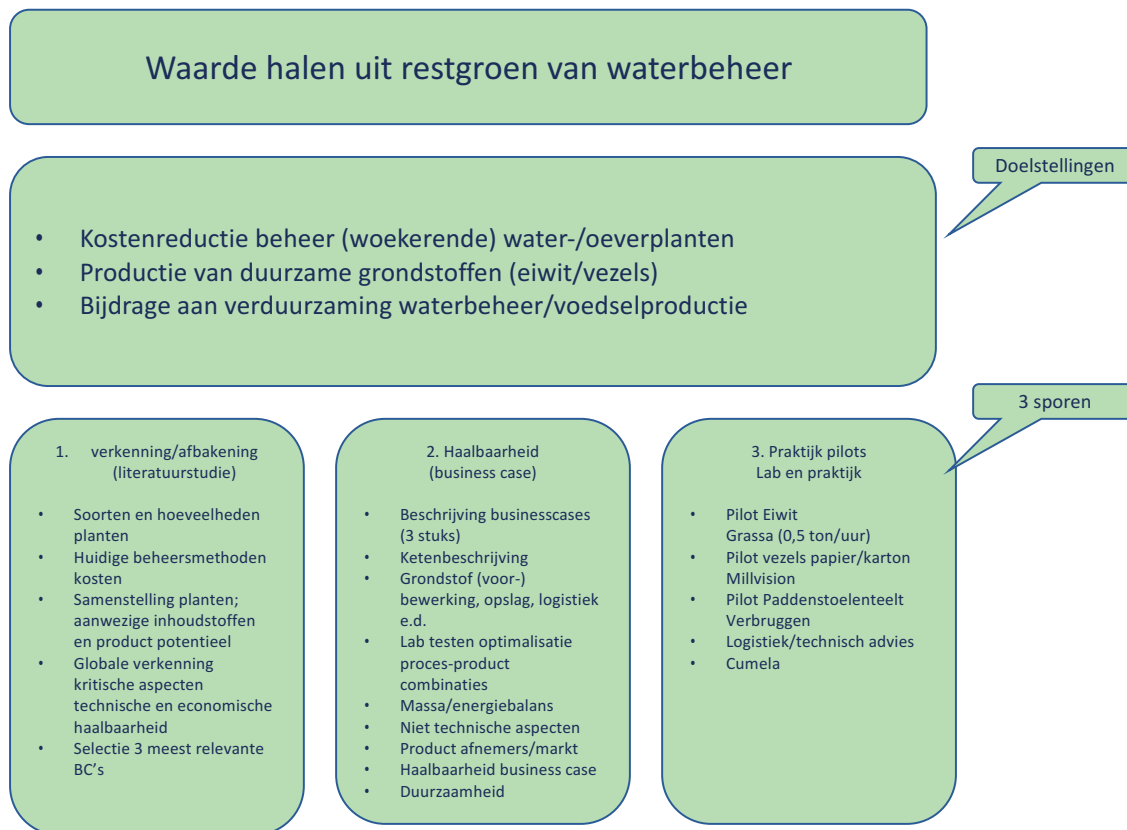 Waarde halen uit restgroen van waterbeheer
Doelstellingen
• Kostenreductie beheer (woekerende) water-/oeverplanten
• Productie van duurzame grondstoffen (eiwit/vezels)
• Bijdrage aan verduurzaming waterbeheer/voedselproductie
3 sporen
1. verkenning/afbakening
(literatuurstudie)
• Soorten en hoeveelheden
planten
• Huidige beheersmethoden
kosten
• Samenstelling planten;
aanwezige inhoudstoffen
en product potentieel
• Globale verkenning
kritische aspecten
technische en economische
haalbaarheid
• Selectie 3 meest relevante
BC's
2. Haalbaarheid
(business case)
• Beschrijving businesscases
(3 stuks)
• Ketenbeschrijving
• Grondstof (voor-)
bewerking, opslag, logistiek
e.d.
• Lab testen optimalisatie
proces-product
combinaties
• Massa/energiebalans
• Niet technische aspecten
• Product afnemers/markt
• Haalbaarheid business case
• Duurzaamheid
3. Praktijk pilots
Lab en praktijk
• Pilot Eiwit
Grassa (0,5 ton/uur)
• Pilot vezels papier/karton
Millvision
• Pilot Paddenstoelenteelt
Verbruggen
• Logistiek/technisch advies
• Cumela